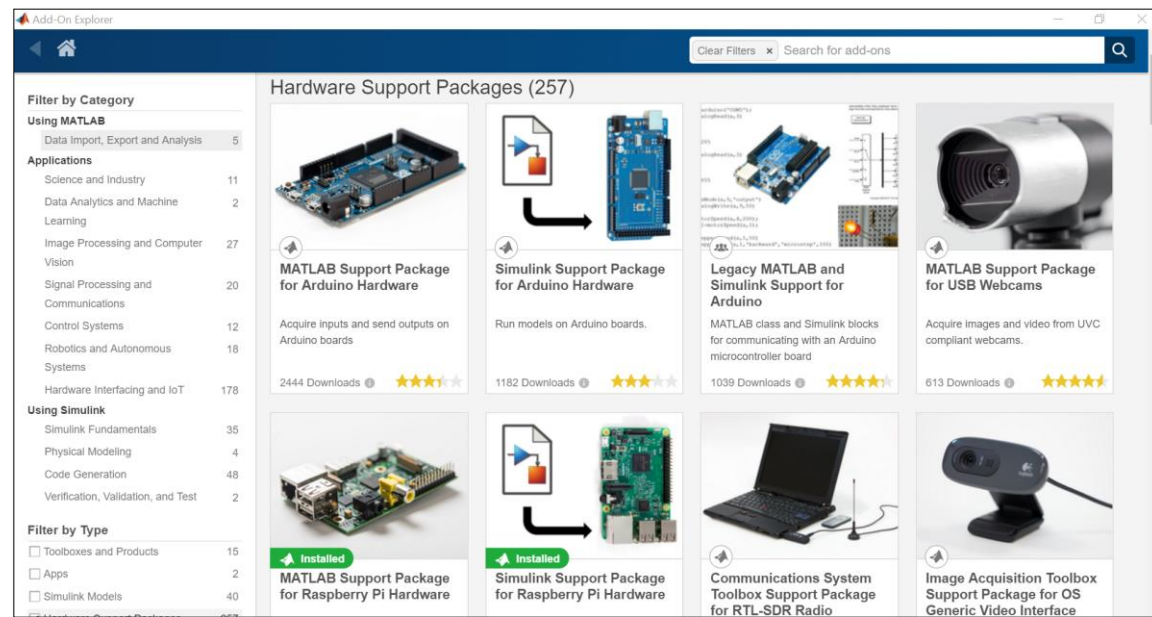 Add-On Explorer
Clear Filters x Search for add-ons
Filter by Category
Using MATLAB
Data Import, Export and Analysis 5
Applications
Science and Industry 11
Data Analytics and Machine 2
Learning
Image Processing and Computer 27
Vision
Signal Processing and 20
Communications
Control Systems 12
Robotics and Autonomous 18
Systems
Hardware Interfacing and IoT 178
Using Simulink
Simulink Fundamentals 35
Physical Modeling 4
Code Generation 48
Verification, Validation, and Test 2
Filter by Type
Toolboxes and Products 15
Apps 2
Simulink Models 40
Hardware Support Packages 257
Hardware Support Packages (257)
MATLAB Support Package
for Arduino Hardware
Acquire inputs and send outputs on
Arduino boards
2444 Downloads
Simulink Support Package
for Arduino Hardware
Run models on Arduino boards.
1182 Downloads
Legacy MATLAB and
Simulink Support for
Arduino
MATLAB class and Simulink blocks
for communicating with an Arduino
microcontroller board
1039 Downloads
MATLAB Support Package
for USB Webcams
Acquire images and video from UVC
compliant webcams.
613 Downloads
Installed
MATLAB Support Package
for Raspberry Pi Hardware
Installed
Simulink Support Package
for Raspberry Pi Hardware
Communications System
Toolbox Support Package
for RTL-SDR Radio
Image Acquisition Toolbox
Support Package for OS
Generic Video Interface